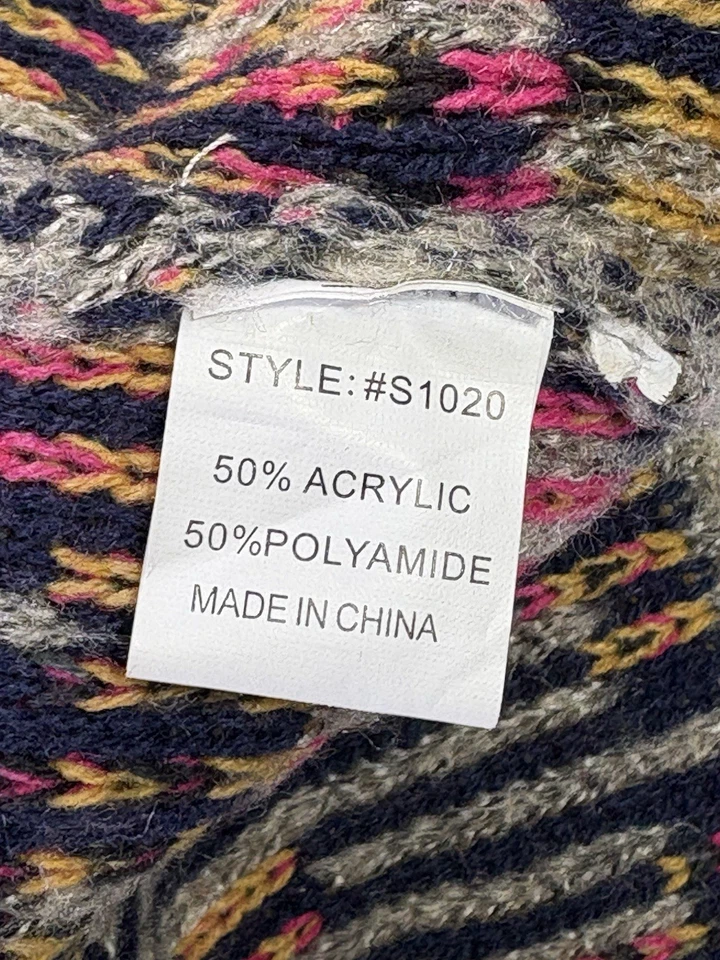 STYLE: #S1020
50% ACRYLIC
50%POLYAMIDE
MADE IN CHINA